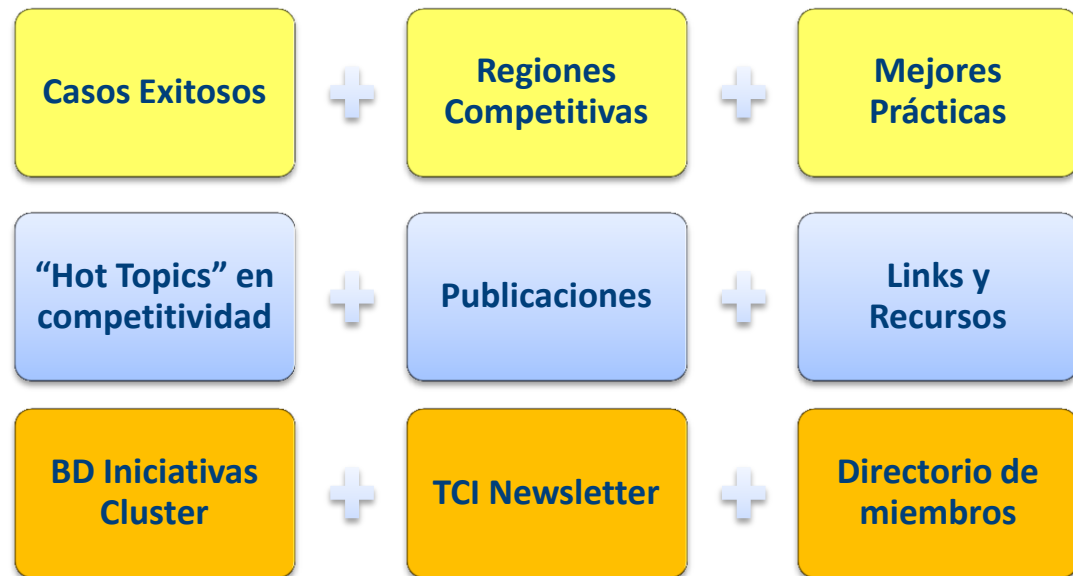 Casos Exitosos
Regiones
Competitivas
Mejores
Prácticas
“Hot Topics” en
competitividad
Publicaciones
Links y
Recursos
BD Iniciativas
Cluster
TCI Newsletter
Directorio de
miembros